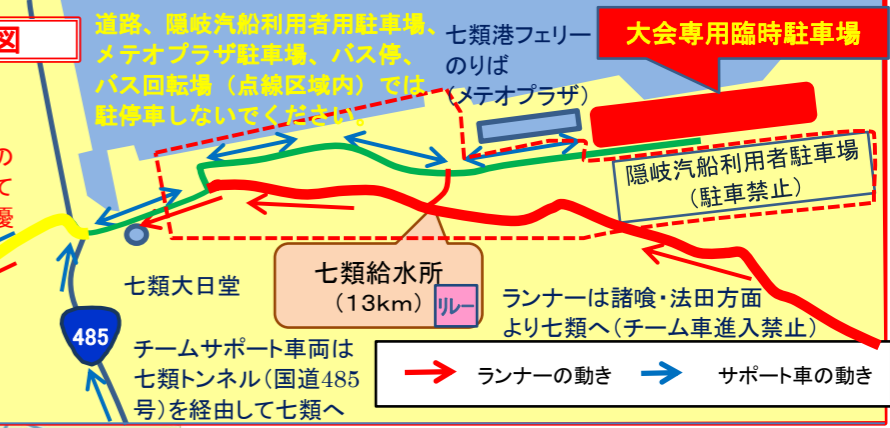 図
道路、隠岐汽船利用者用駐車場、
メテオプラザ駐車場、バス停、
バス回転場（点線区域内）では
駐停車しないでください。
七類港フェリー
のりば
（メテオプラザ）
大会専用臨時駐車場
の
て
優
隠岐汽船利用者駐車場
（駐車禁止）
七類大日堂
七類給水所
（13km）
リレー
ランナーは諸喰・法田方面
より七類へ（チーム車進入禁止）
485
チームサポート車両は
七類トンネル（国道485
号）を経由して七類へ
ランナーの動き
サポート車の動き